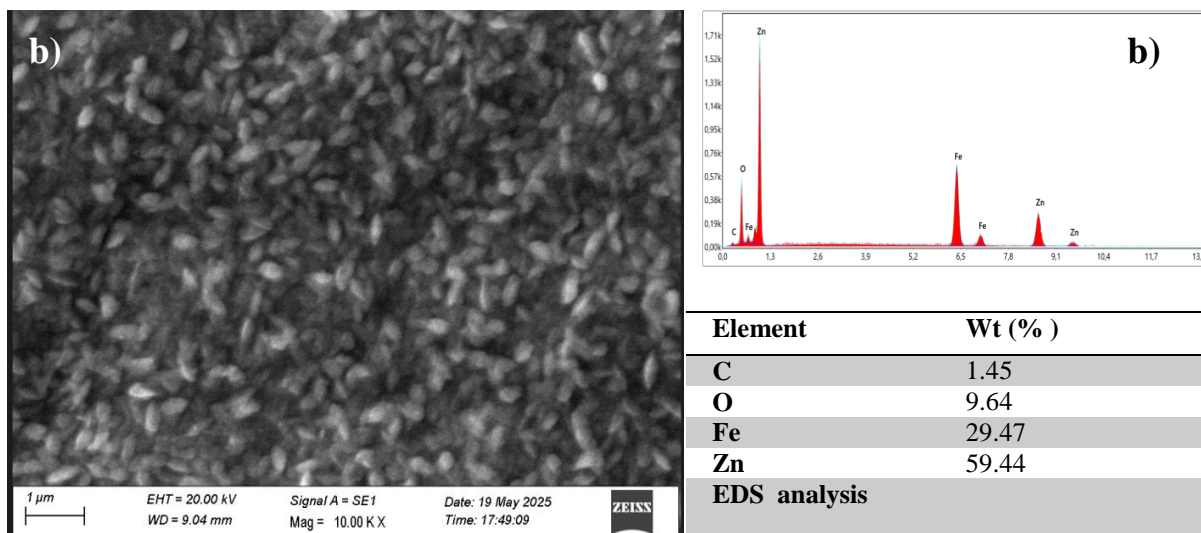 b)
1 µm
EHT = 20.00 kV
Signal A = SE1
Date: 19 May 2025
WD = 9.04 mm
Mag = 10.00 K X
Time: 17:49:09
ZEISS
b)
1,71k
1,52k
1,33k
1,14k
0,95k
0,76k
0,57k
0,38k
0,19k
0,00k
Zn
O
C
Fe
Fe
Fe
Zn
Zn
0,0 1,3 2,6 3,9 5,2 6,5 7,8 9,1 10,4 11,7 13,
Element Wt (% )
C 1.45
O 9.64
Fe 29.47
Zn 59.44
EDS analysis